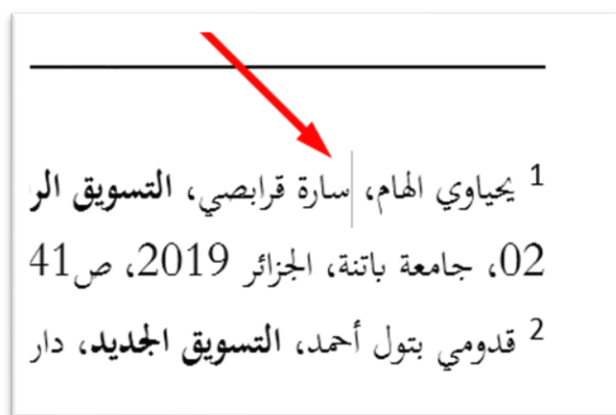 1 يحياوي الهام، سارة قرابصي، التسويق الر
02، جامعة باتنة، الجزائر 2019، ص41
2 قدومي بتول أحمد، التسويق الجديد، دار